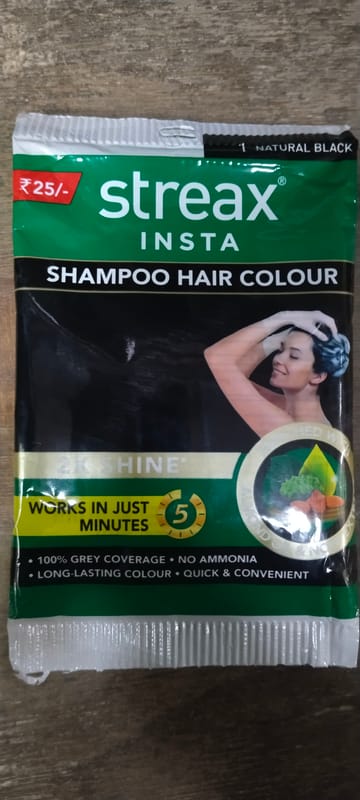 1 NATURAL BLACK
₹25/-
streax®
INSTA
SHAMPOO HAIR COLOUR
SHINE*
WORKS IN JUST
5
MINUTES
• 100% GREY COVERAGE • NO AMMONIA
• LONG-LASTING COLOUR • QUICK & CONVENIENT